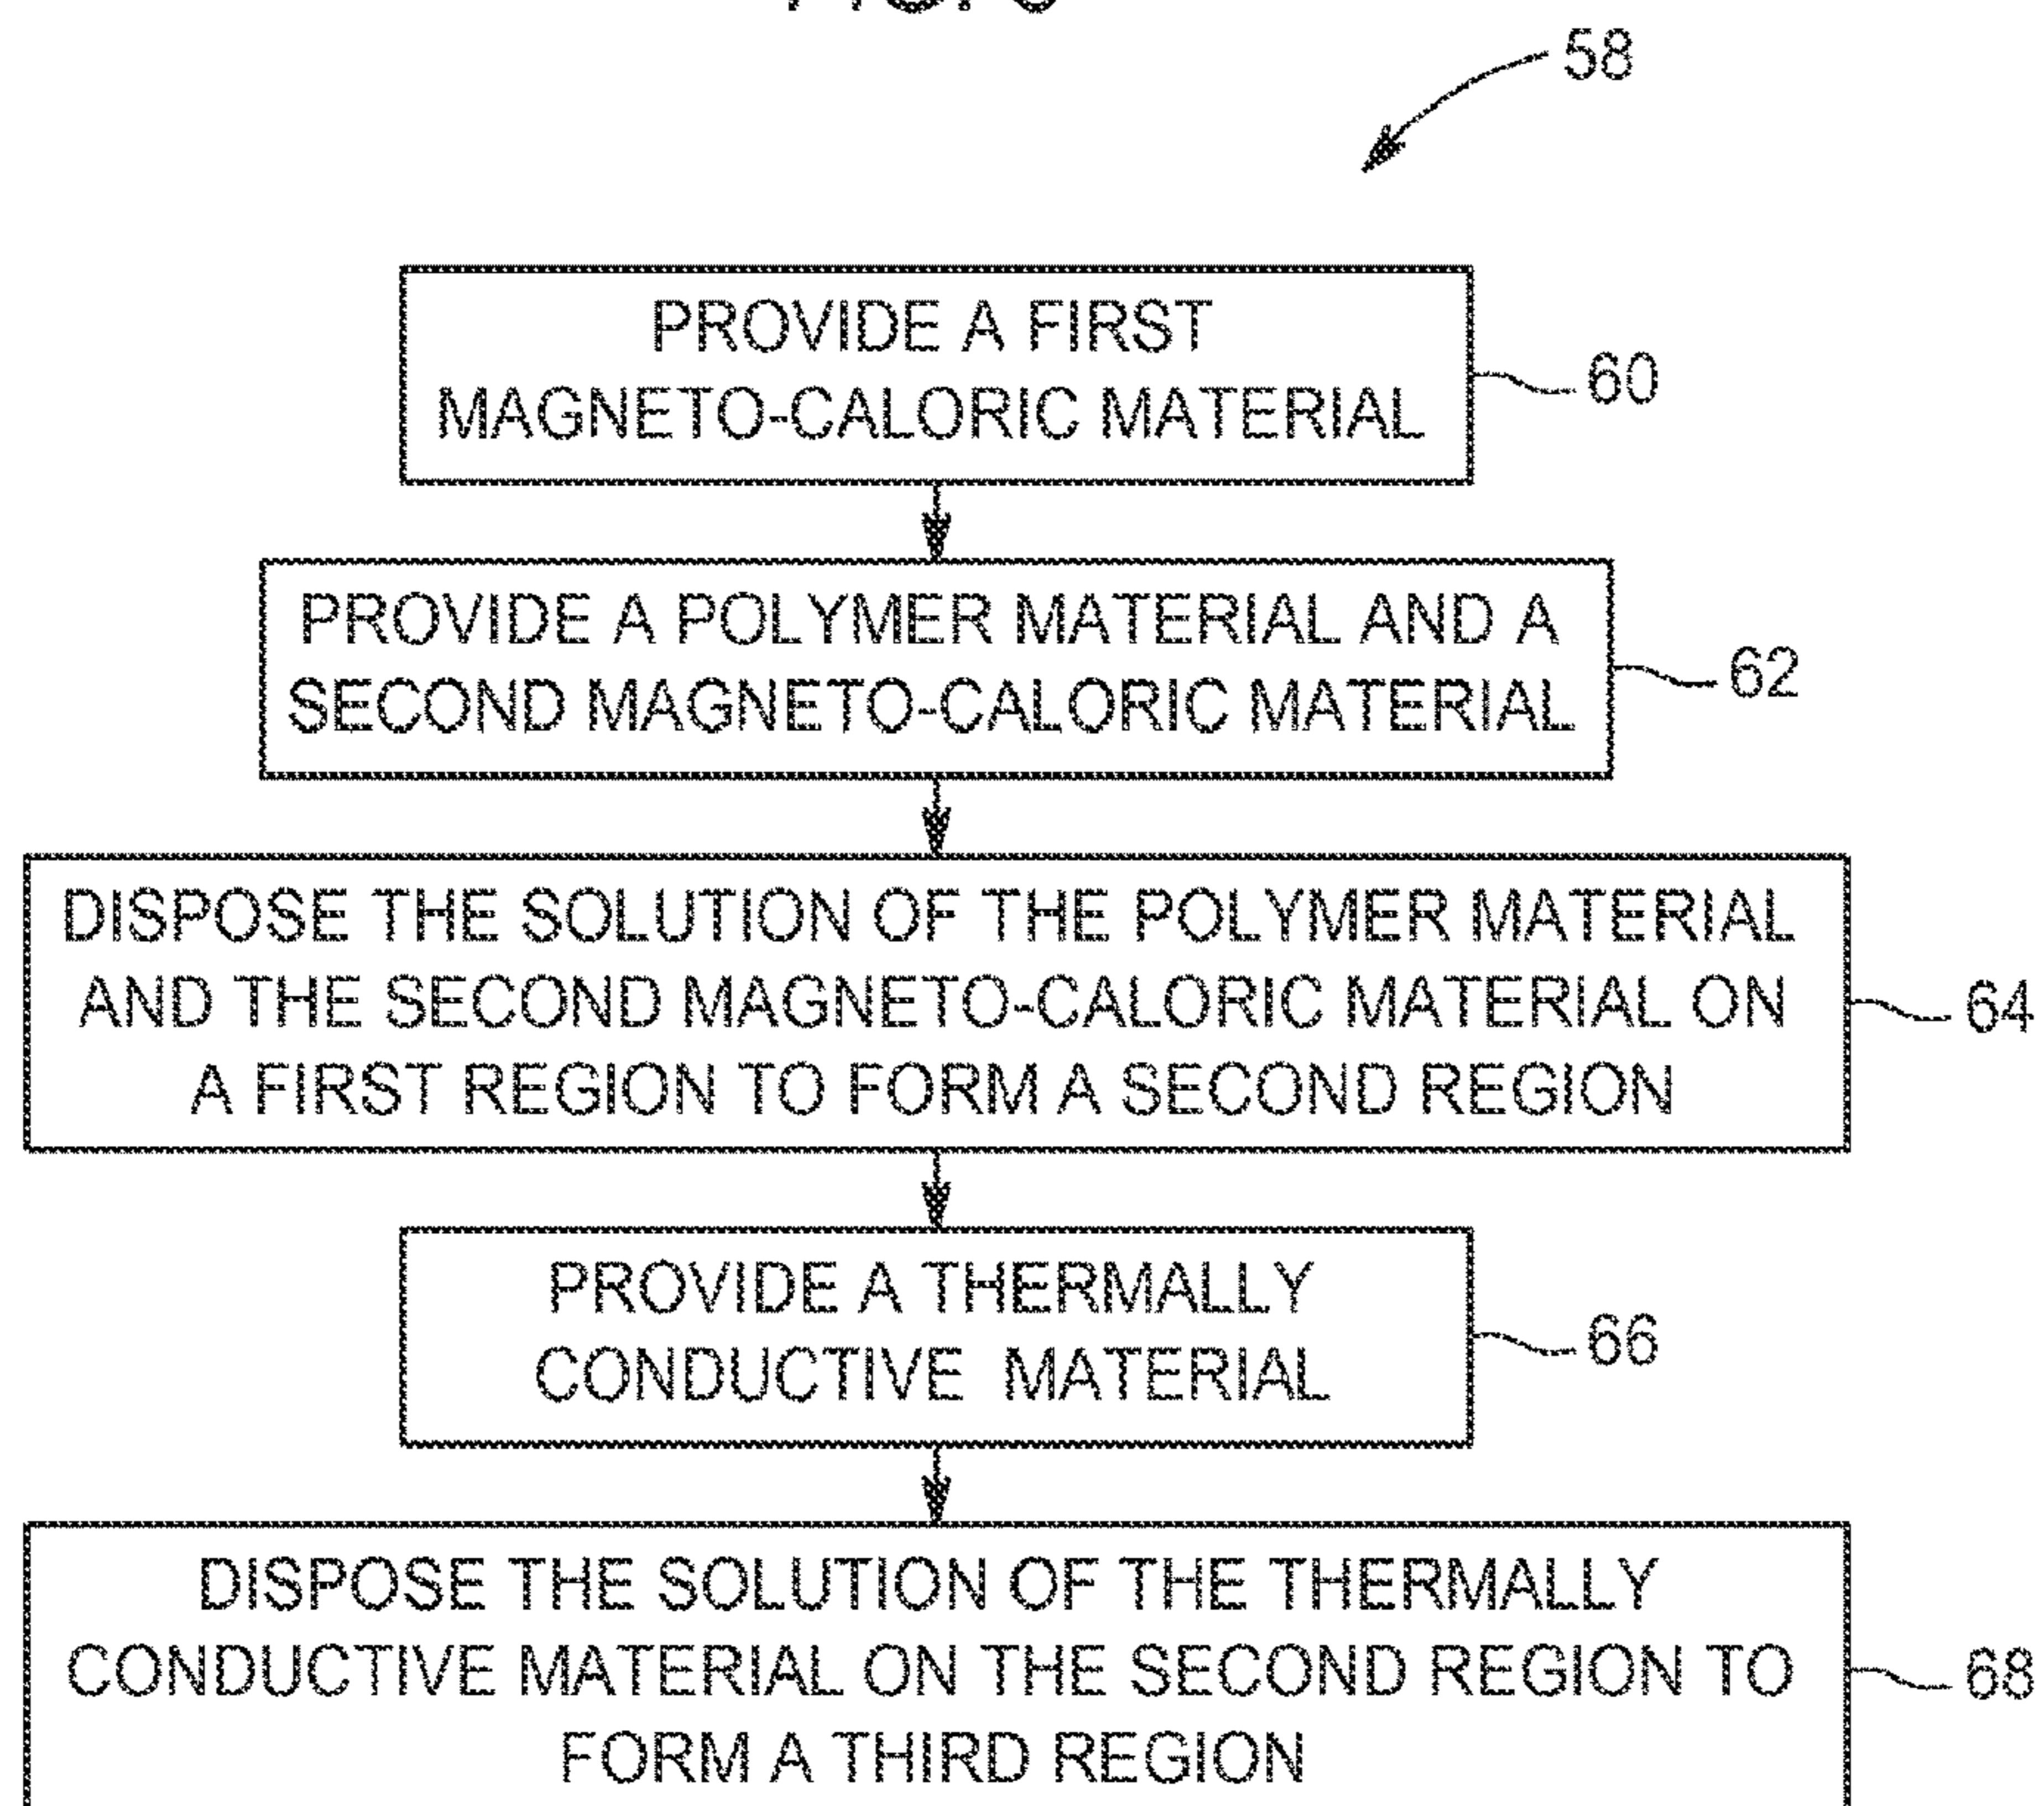 58
PROVIDE A FIRST
MAGNETO-CALORIC MATERIAL
60
PROVIDE A POLYMER MATERIAL AND A
SECOND MAGNETO-CALORIC MATERIAL
62
DISPOSE THE SOLUTION OF THE POLYMER MATERIAL
AND THE SECOND MAGNETO-CALORIC MATERIAL ON
A FIRST REGION TO FORM A SECOND REGION
64
PROVIDE A THERMALLY
CONDUCTIVE MATERIAL
66
DISPOSE THE SOLUTION OF THE THERMALLY
CONDUCTIVE MATERIAL ON THE SECOND REGION TO
FORM A THIRD REGION
68